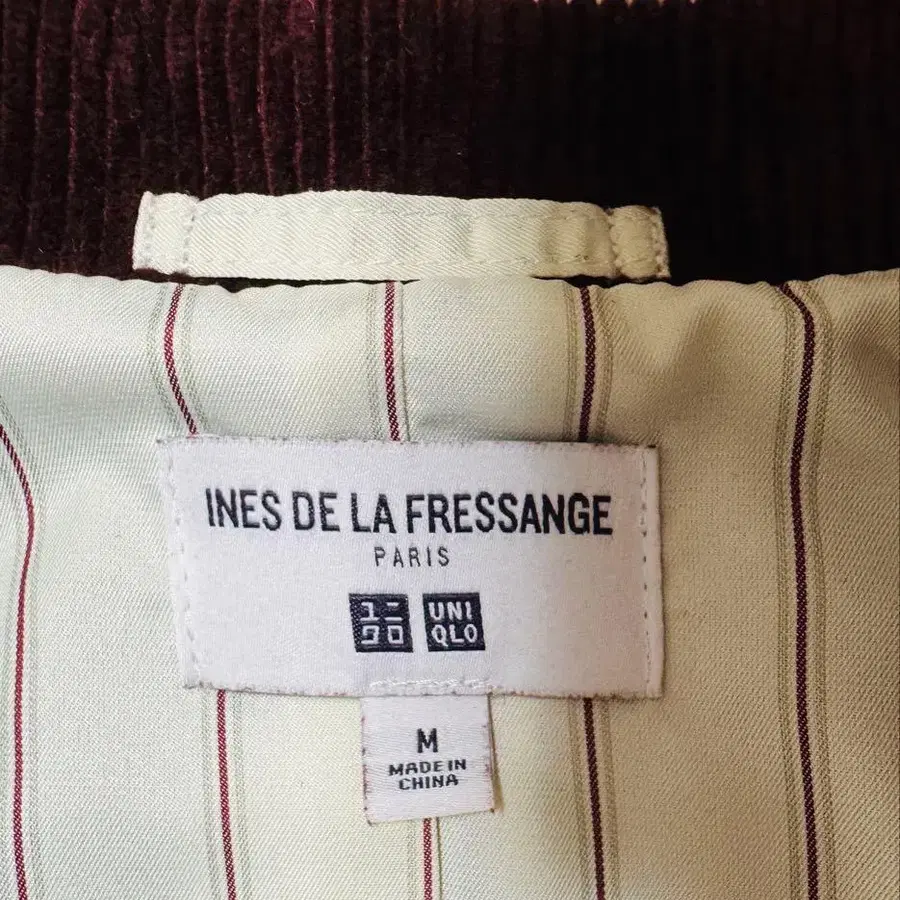 INES DE LA FRESSANGE
PARIS
ユニ UNI
クロ QLO
M
MADE IN
CHINA